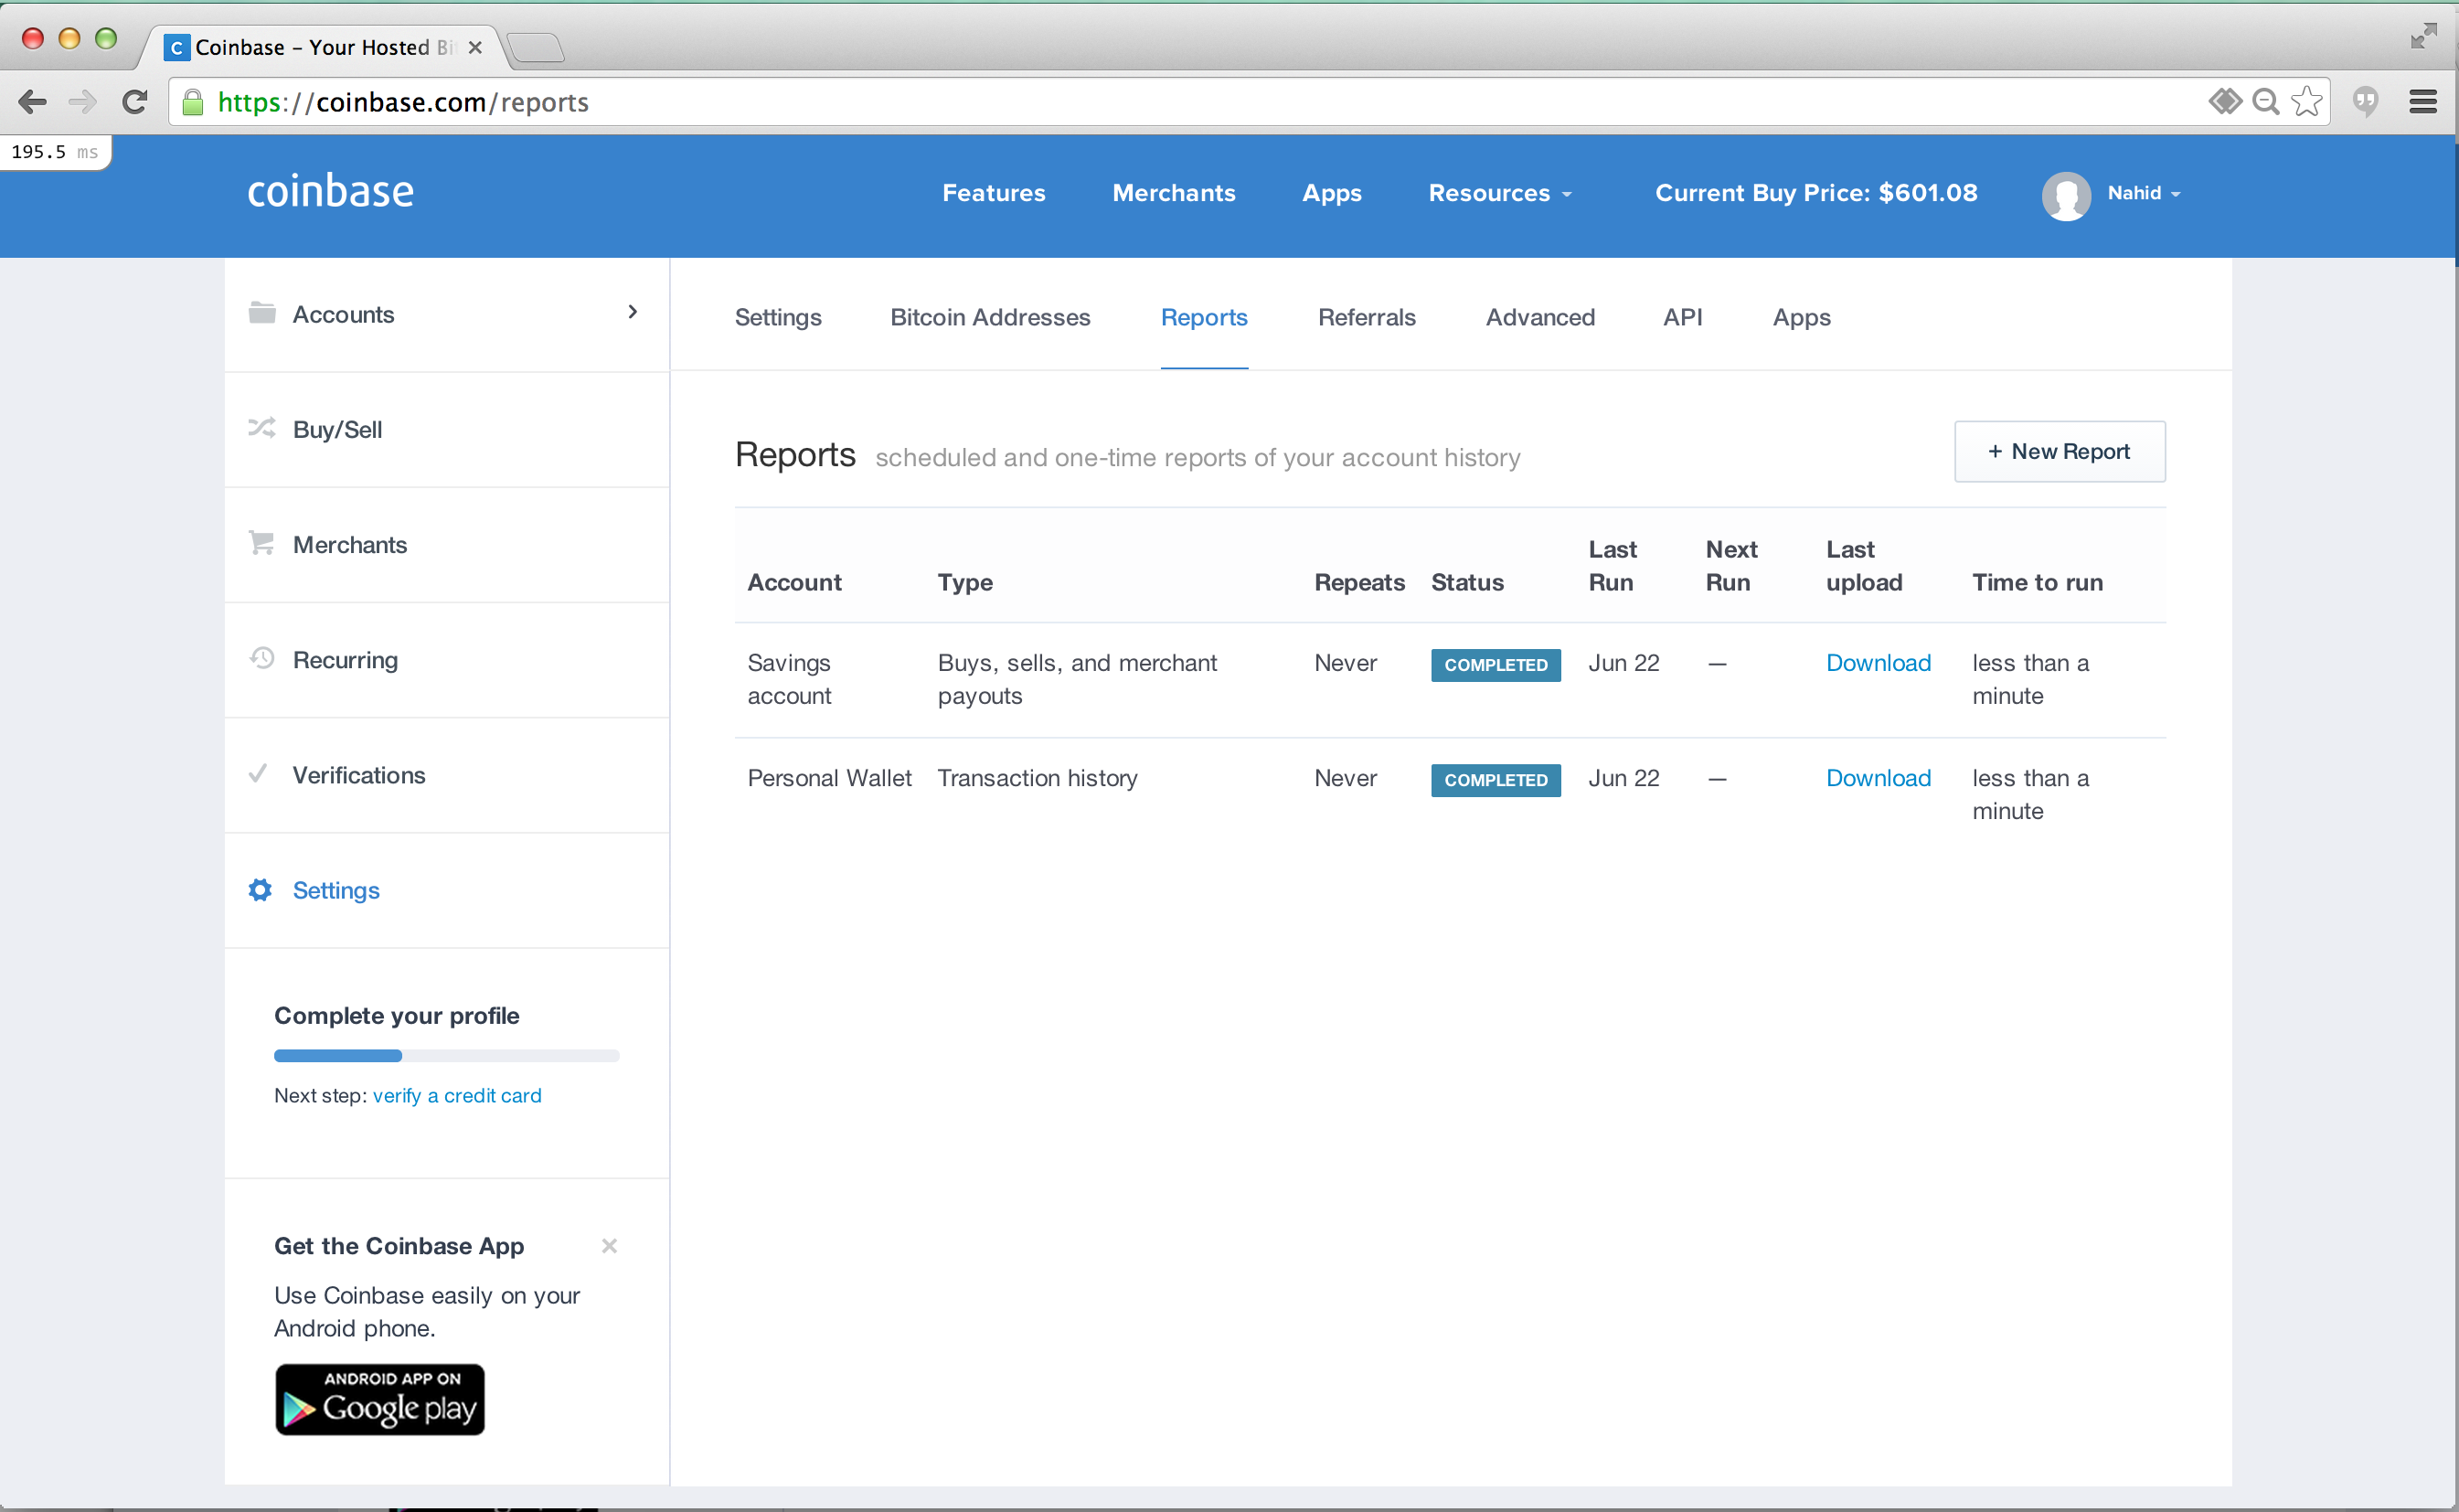 Coinbase – Your Hosted Bi
https://coinbase.com/reports
195.5 ms
coinbase
Features
Merchants
Apps
Resources
Current Buy Price: $601.08
Nahid
Accounts
Buy/Sell
Merchants
Recurring
Verifications
Settings
Complete your profile
Next step: verify a credit card
Get the Coinbase App
Use Coinbase easily on your
Android phone.
ANDROID APP ON
Google play
Settings
Bitcoin Addresses
Reports
Referrals
Advanced
API
Apps
Reports scheduled and one-time reports of your account history
+ New Report
Account Type Repeats Status Last Run Next Run Last upload Time to run
Savings account Buys, sells, and merchant payouts Never COMPLETED Jun 22 — Download less than a minute
Personal Wallet Transaction history Never COMPLETED Jun 22 — Download less than a minute